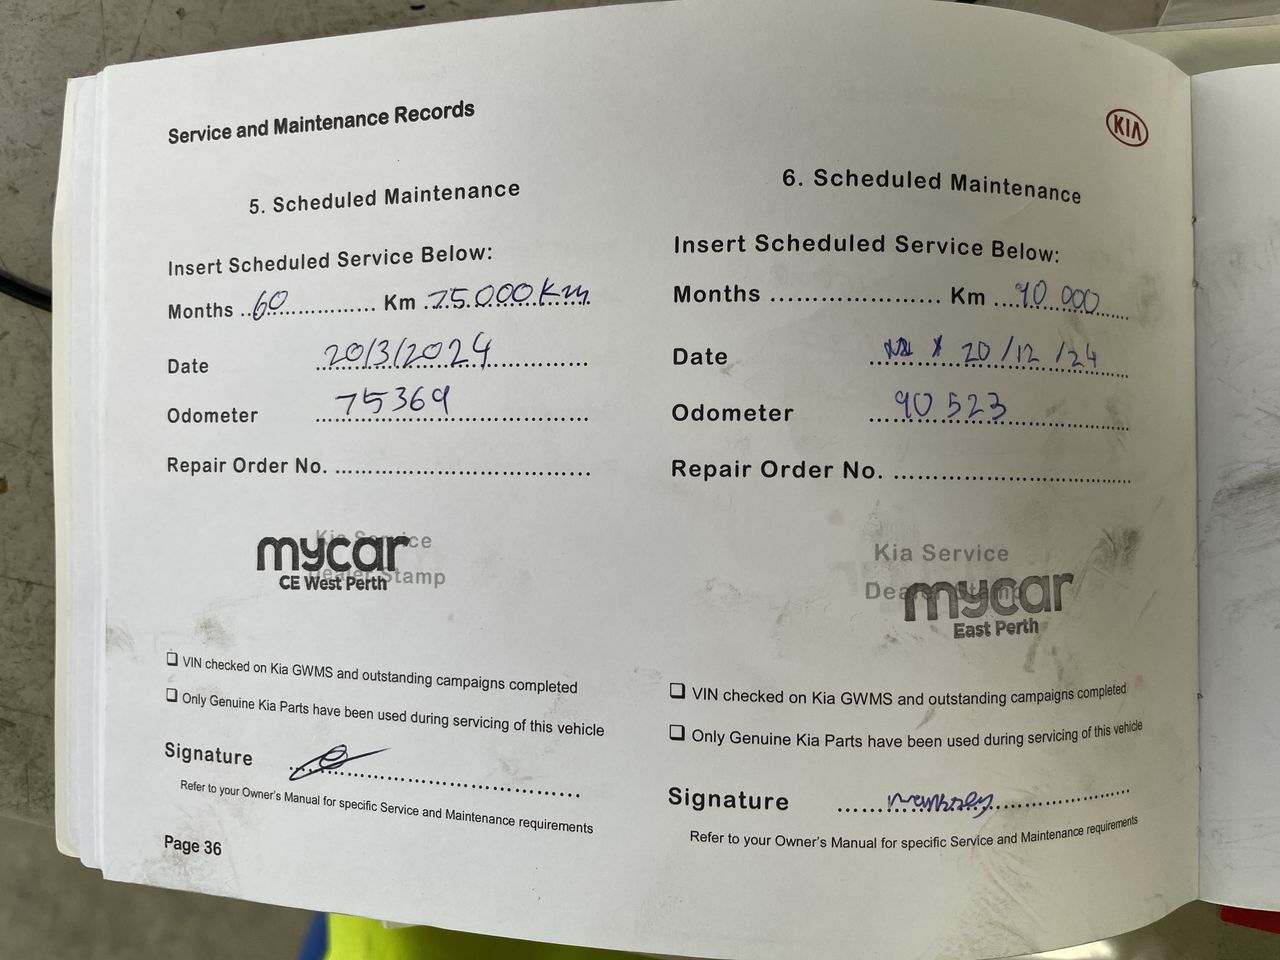 Service and Maintenance Records
KIA
5. Scheduled Maintenance
Insert Scheduled Service Below:
Months ..60................ Km .75.000 Km.
Date 20/3/2024
Odometer 75369
Repair Order No. ....................................
Kia Service
Dealer Stamp
mycar
CE West Perth
❑ VIN checked on Kia GWMS and outstanding campaigns completed
❑ Only Genuine Kia Parts have been used during servicing of this vehicle
Signature
Refer to your Owner's Manual for specific Service and Maintenance requirements
Page 36
6. Scheduled Maintenance
Insert Scheduled Service Below:
Months ...................... Km ...90 000......
Date 20/12/24
Odometer 90 523
Repair Order No. ....................................
Kia Service
Dealer Stamp
mycar
East Perth
❑ VIN checked on Kia GWMS and outstanding campaigns completed
❑ Only Genuine Kia Parts have been used during servicing of this vehicle
Signature
Refer to your Owner's Manual for specific Service and Maintenance requirements